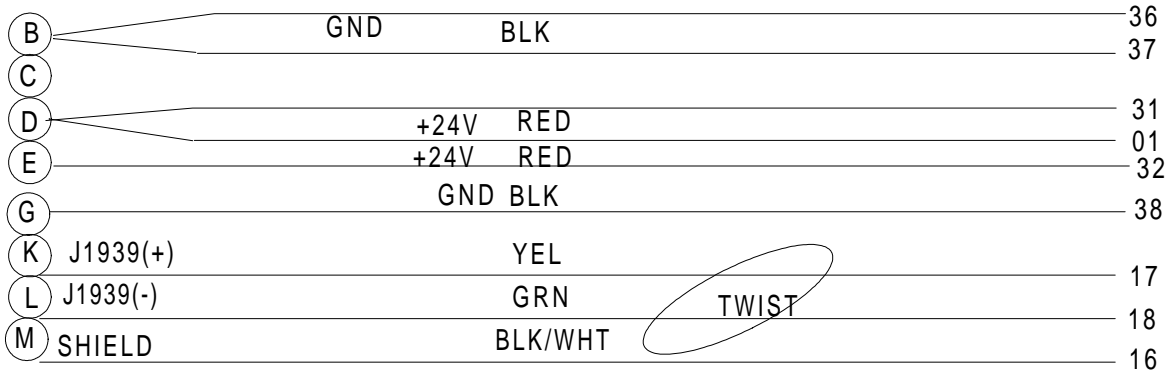 B GND BLK 36
37
C
D +24V RED 31
01
E +24V RED 32
G GND BLK 38
K J1939(+) YEL 17
L J1939(-) GRN TWIST 18
M SHIELD BLK/WHT 16